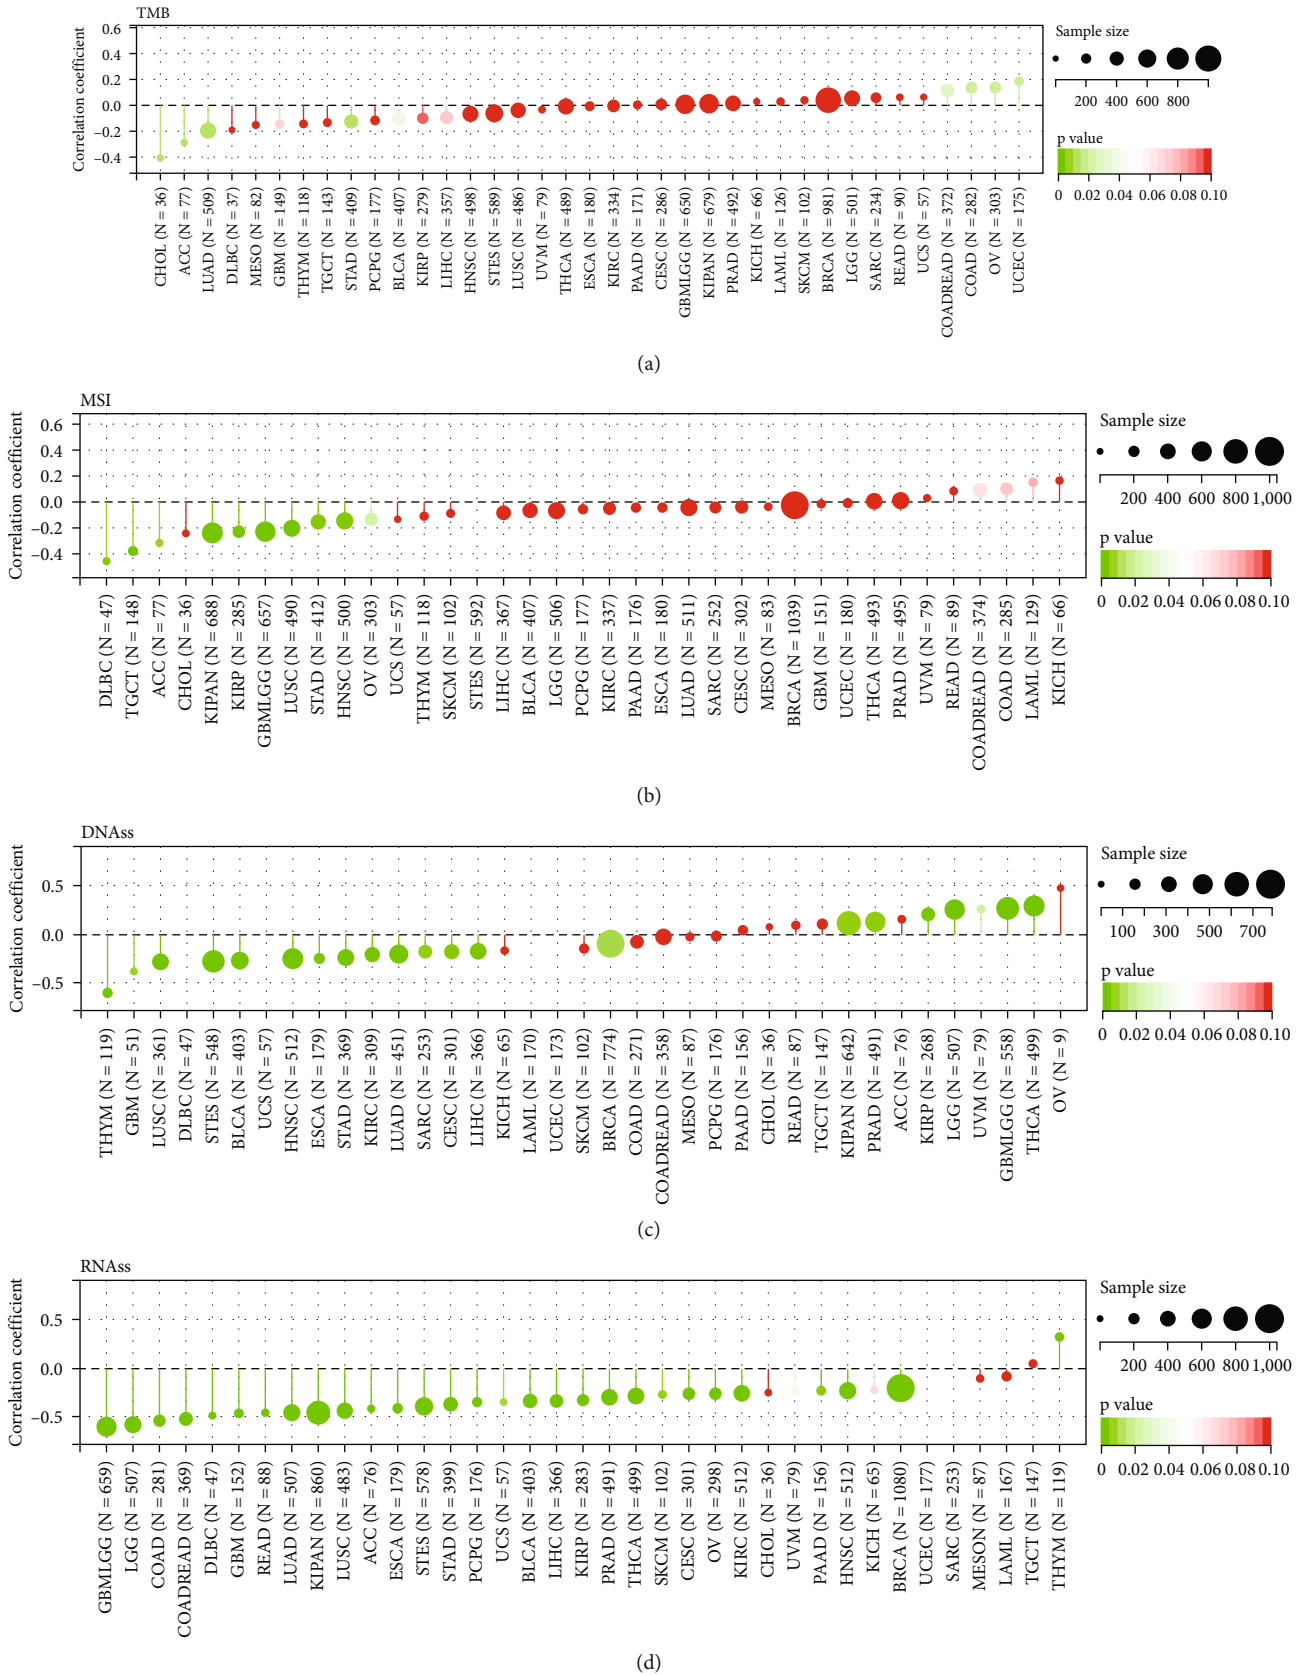 TMB
Correlation coefficient
0.6
0.4
0.2
0.0
−0.2
−0.4
CHOL (N = 36)
ACC (N = 77)
LUAD (N = 509)
DLBC (N = 37)
MESO (N = 82)
GBM (N = 149)
THYM (N = 118)
TGCT (N = 143)
STAD (N = 409)
PCPG (N = 177)
BLCA (N = 407)
KIRP (N = 279)
LIHC (N = 357)
HNSC (N = 498)
STES (N = 589)
LUSC (N = 486)
UVM (N = 79)
THCA (N = 489)
ESCA (N = 180)
KIRC (N = 334)
PAAD (N = 171)
CESC (N = 286)
GBMLGG (N = 650)
KIPAN (N = 679)
PRAD (N = 492)
KICH (N = 66)
LAML (N = 126)
SKCM (N = 102)
BRCA (N = 981)
LGG (N = 501)
SARC (N = 234)
READ (N = 90)
UCS (N = 57)
COADREAD (N = 372)
COAD (N = 282)
OV (N = 303)
UCEC (N = 175)
Sample size
200 400 600 800
p value
0 0.02 0.04 0.06 0.10
(a)
MSI
Correlation coefficient
0.6
0.4
0.2
0.0
−0.2
−0.4
DLBC (N = 47)
TGCT (N = 148)
ACC (N = 77)
CHOL (N = 36)
KIPAN (N = 688)
KIRP (N = 285)
GBMLGG (N = 657)
LUSC (N = 490)
STAD (N = 412)
HNSC (N = 500)
OV (N = 303)
UCS (N = 57)
THYM (N = 118)
SKCM (N = 102)
STES (N = 592)
LIHC (N = 367)
BLCA (N = 407)
LGG (N = 506)
PCPG (N = 177)
KIRC (N = 337)
PAAD (N = 176)
ESCA (N = 180)
LUAD (N = 511)
SARC (N = 252)
CESC (N = 302)
MESO (N = 83)
BRCA (N = 1039)
GBM (N = 151)
UCEC (N = 180)
THCA (N = 493)
PRAD (N = 495)
UVM (N = 79)
READ (N = 89)
COADREAD (N = 374)
COAD (N = 285)
LAML (N = 129)
KICH (N = 66)
Sample size
200 400 600 800 1,000
p value
0 0.02 0.04 0.06 0.08 0.10
(b)
DNAss
Correlation coefficient
0.5
0.0
−0.5
THYM (N = 119)
GBM (N = 51)
LUSC (N = 361)
DLBC (N = 47)
STES (N = 548)
BLCA (N = 403)
UCS (N = 57)
HNSC (N = 512)
ESCA (N = 179)
STAD (N = 369)
KIRC (N = 309)
LUAD (N = 451)
SARC (N = 253)
CESC (N = 301)
LIHC (N = 366)
KICH (N = 65)
LAML (N = 170)
UCEC (N = 173)
SKCM (N = 102)
BRCA (N = 774)
COAD (N = 271)
COADREAD (N = 358)
MESO (N = 87)
PCPG (N = 176)
PAAD (N = 156)
CHOL (N = 36)
READ (N = 87)
TGCT (N = 147)
KIPAN (N = 642)
PRAD (N = 491)
ACC (N = 76)
KIRP (N = 268)
LGG (N = 507)
UVM (N = 79)
GBMLGG (N = 558)
THCA (N = 499)
OV (N = 9)
Sample size
100 300 500 700
p value
0 0.02 0.04 0.06 0.08 0.10
(c)
RNAss
Correlation coefficient
0.5
0.0
−0.5
GBMLGG (N = 659)
LGG (N = 507)
COAD (N = 281)
COADREAD (N = 369)
DLBC (N = 47)
GBM (N = 152)
READ (N = 88)
LUAD (N = 507)
KIPAN (N = 860)
LUSC (N = 483)
ACC (N = 76)
ESCA (N = 179)
STES (N = 578)
STAD (N = 399)
PCPG (N = 176)
UCS (N = 57)
BLCA (N = 403)
LIHC (N = 366)
KIRP (N = 283)
PRAD (N = 491)
THCA (N = 499)
SKCM (N = 102)
CESC (N = 301)
OV (N = 298)
KIRC (N = 512)
CHOL (N = 36)
UVM (N = 79)
PAAD (N = 156)
HNSC (N = 512)
KICH (N = 65)
BRCA (N = 1080)
UCEC (N = 177)
SARC (N = 253)
MESON (N = 87)
LAML (N = 167)
TGCT (N = 147)
THYM (N = 119)
Sample size
200 400 600 800 1,000
p value
0 0.02 0.04 0.06 0.08 0.10
(d)